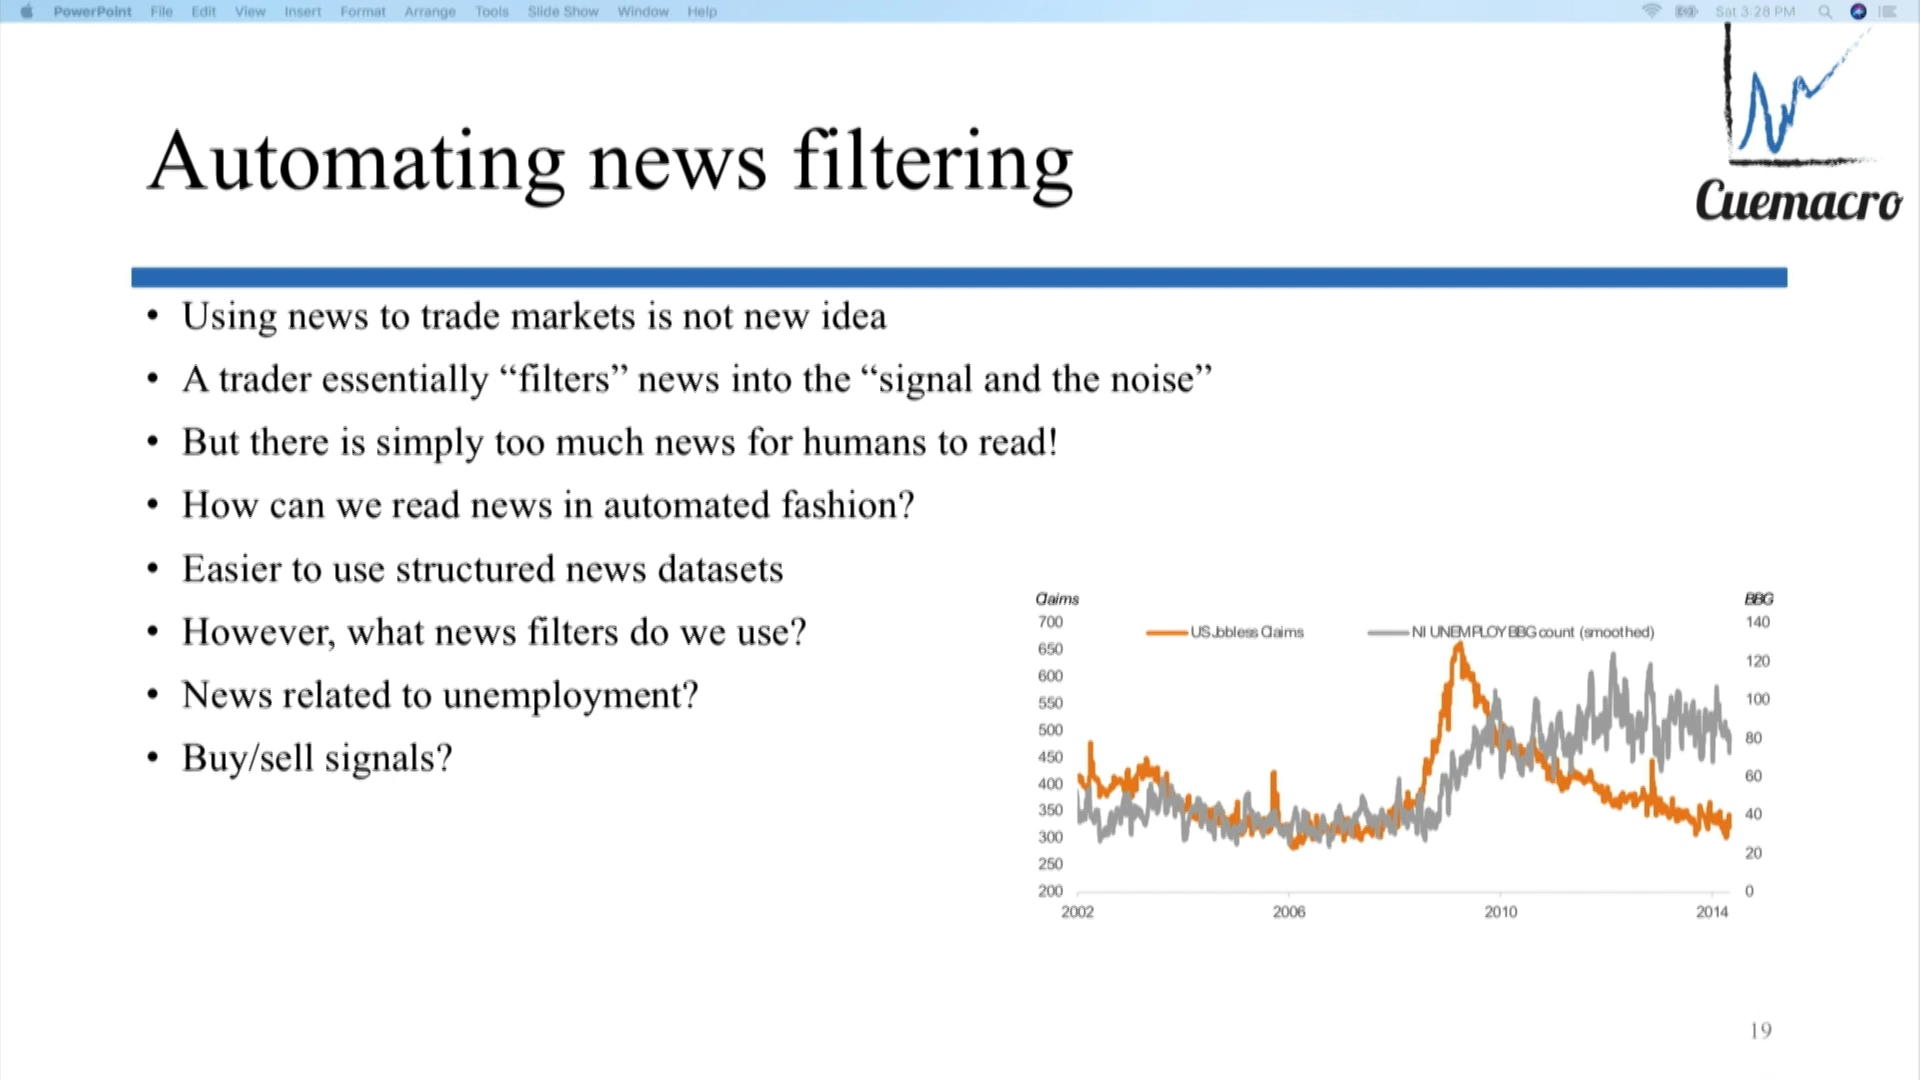 PowerPoint File Edit View Insert Format Arrange Tools Slide Show Window Help Sat 3:28 PM
Cuemacro
Automating news filtering
• Using news to trade markets is not new idea
• A trader essentially “filters” news into the “signal and the noise”
• But there is simply too much news for humans to read!
• How can we read news in automated fashion?
• Easier to use structured news datasets
• However, what news filters do we use?
• News related to unemployment?
• Buy/sell signals?
Claims BBG
US Jobless Claims NI UNEMPLOY BBG count (smoothed)
700 140
650
600 120
550 100
500
450 80
400 60
350 40
300
250 20
200 0
2002 2006 2010 2014
19